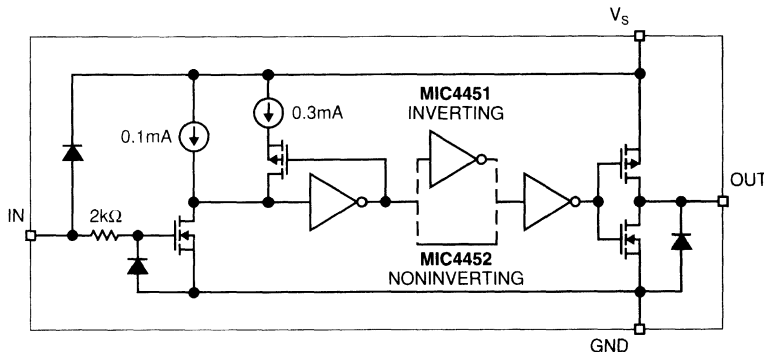 V_S
MIC4451
INVERTING
0.3mA
0.1mA
OUT
IN
2kΩ
MIC4452
NONINVERTING
GND